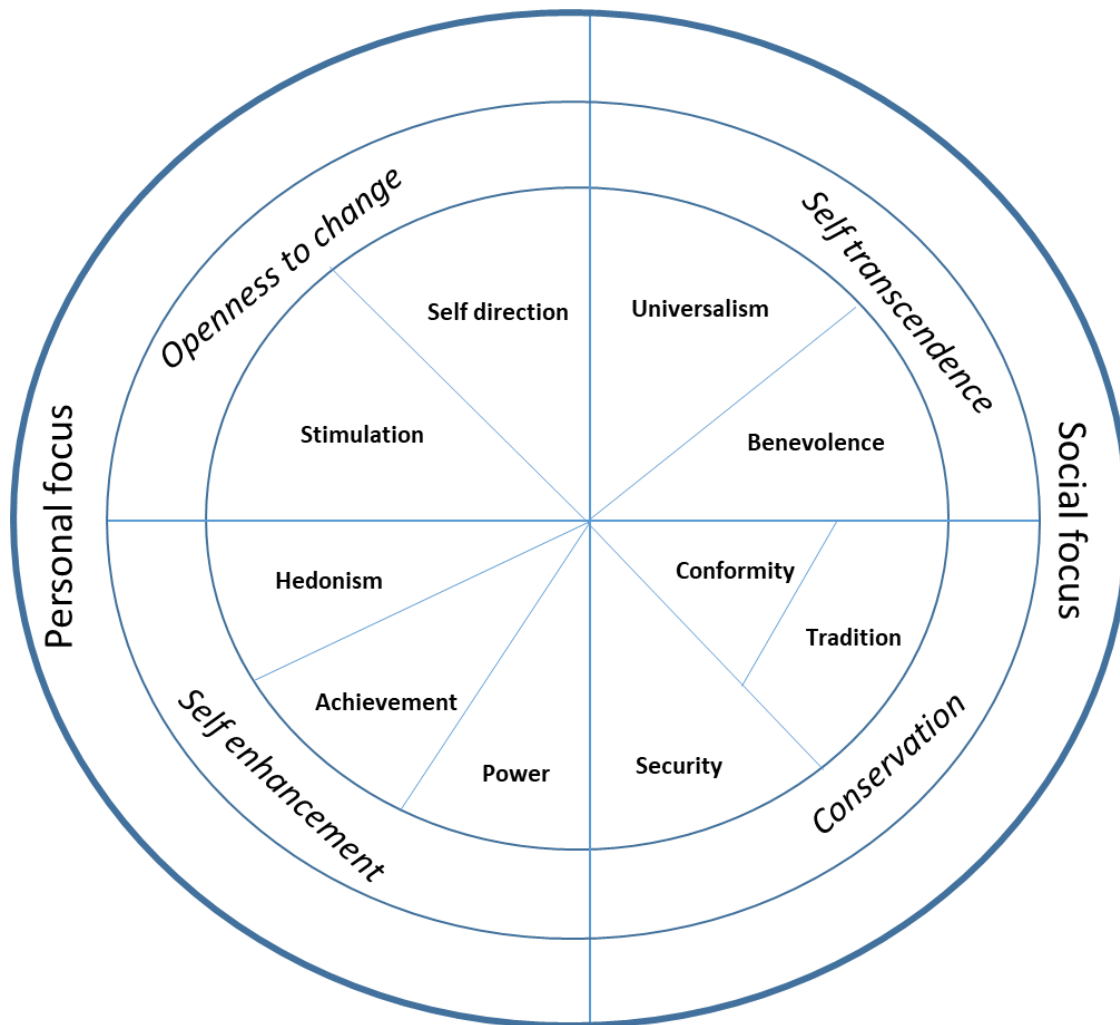 Openness to change
Self transcendence
Self direction
Universalism
Stimulation
Benevolence
Personal focus
Social focus
Hedonism
Conformity
Tradition
Achievement
Power
Security
Self enhancement
Conservation